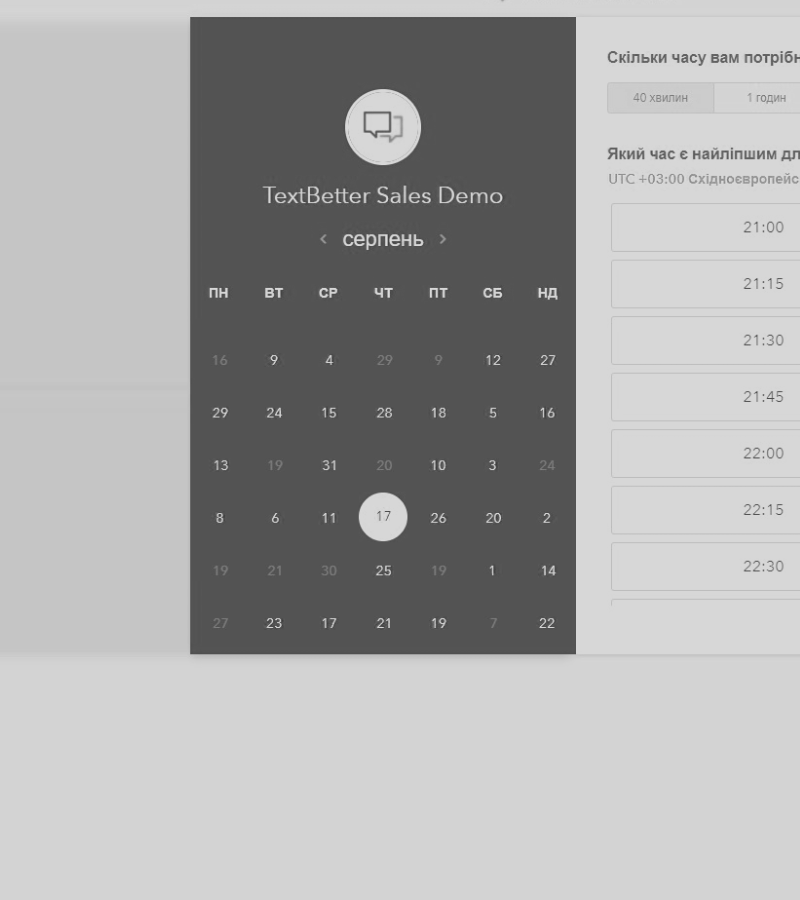 TextBetter Sales Demo
серпень
ПН ВТ СР ЧТ ПТ СБ НД
16 9 4 29 9 12 27
29 24 15 28 18 5 16
13 19 31 20 10 3 24
8 6 11 17 26 20 2
19 21 30 25 19 1 14
27 23 17 21 19 7 22
Скільки часу вам потрібн
40 хвилин 1 годин
Який час є найліпшим дл
UTC +03:00 Східноєвропейс
21:00
21:15
21:30
21:45
22:00
22:15
22:30